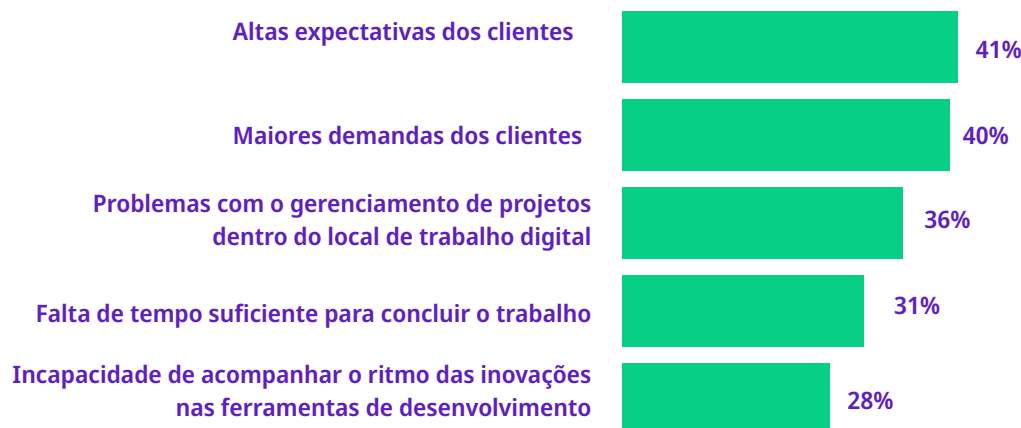 Altas expectativas dos clientes
41%
Maiores demandas dos clientes
40%
Problemas com o gerenciamento de projetos
dentro do local de trabalho digital
36%
Falta de tempo suficiente para concluir o trabalho
31%
Incapacidade de acompanhar o ritmo das inovações
nas ferramentas de desenvolvimento
28%